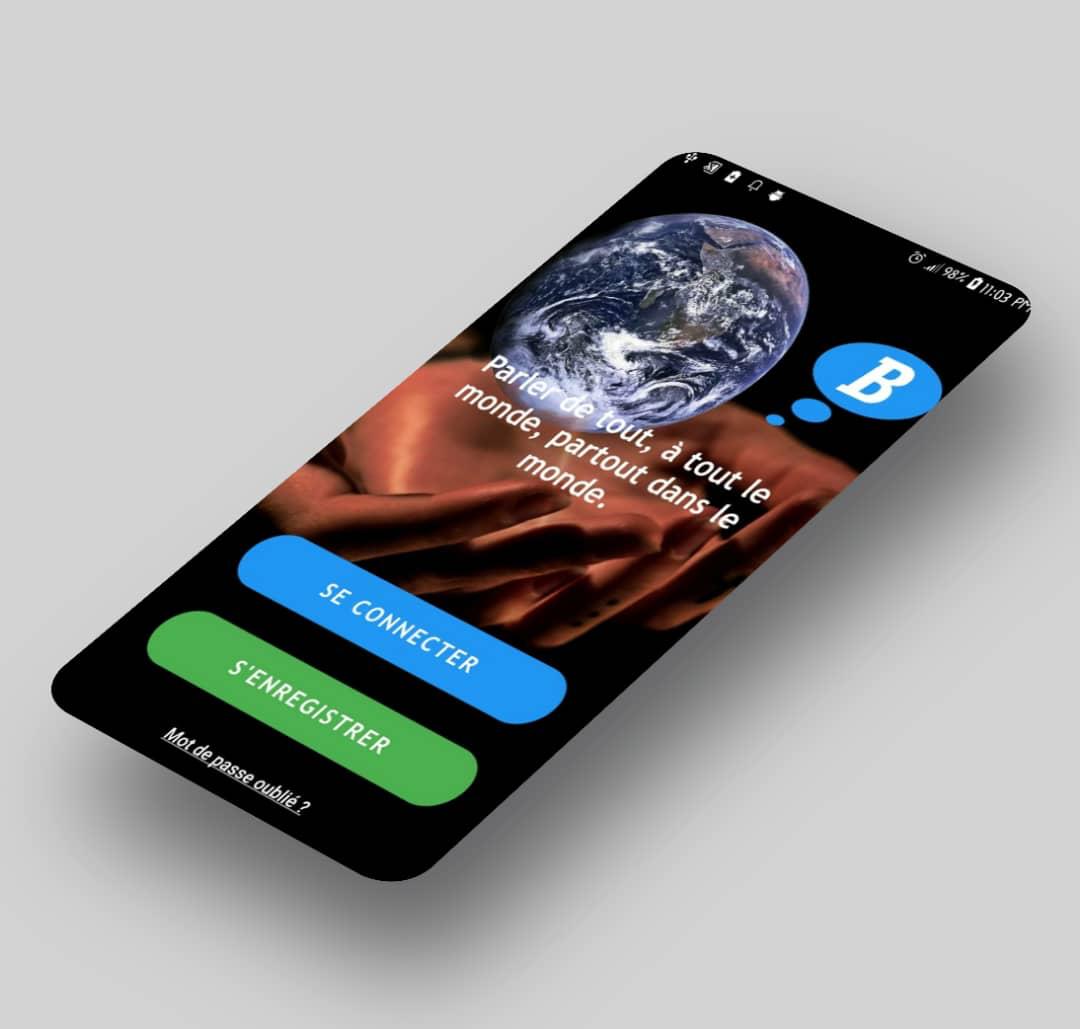 98% 11:03 PM
B
Parler de tout, à tout le
monde, partout dans le
monde.
SE CONNECTER
S'ENREGISTRER
Mot de passe oublié ?